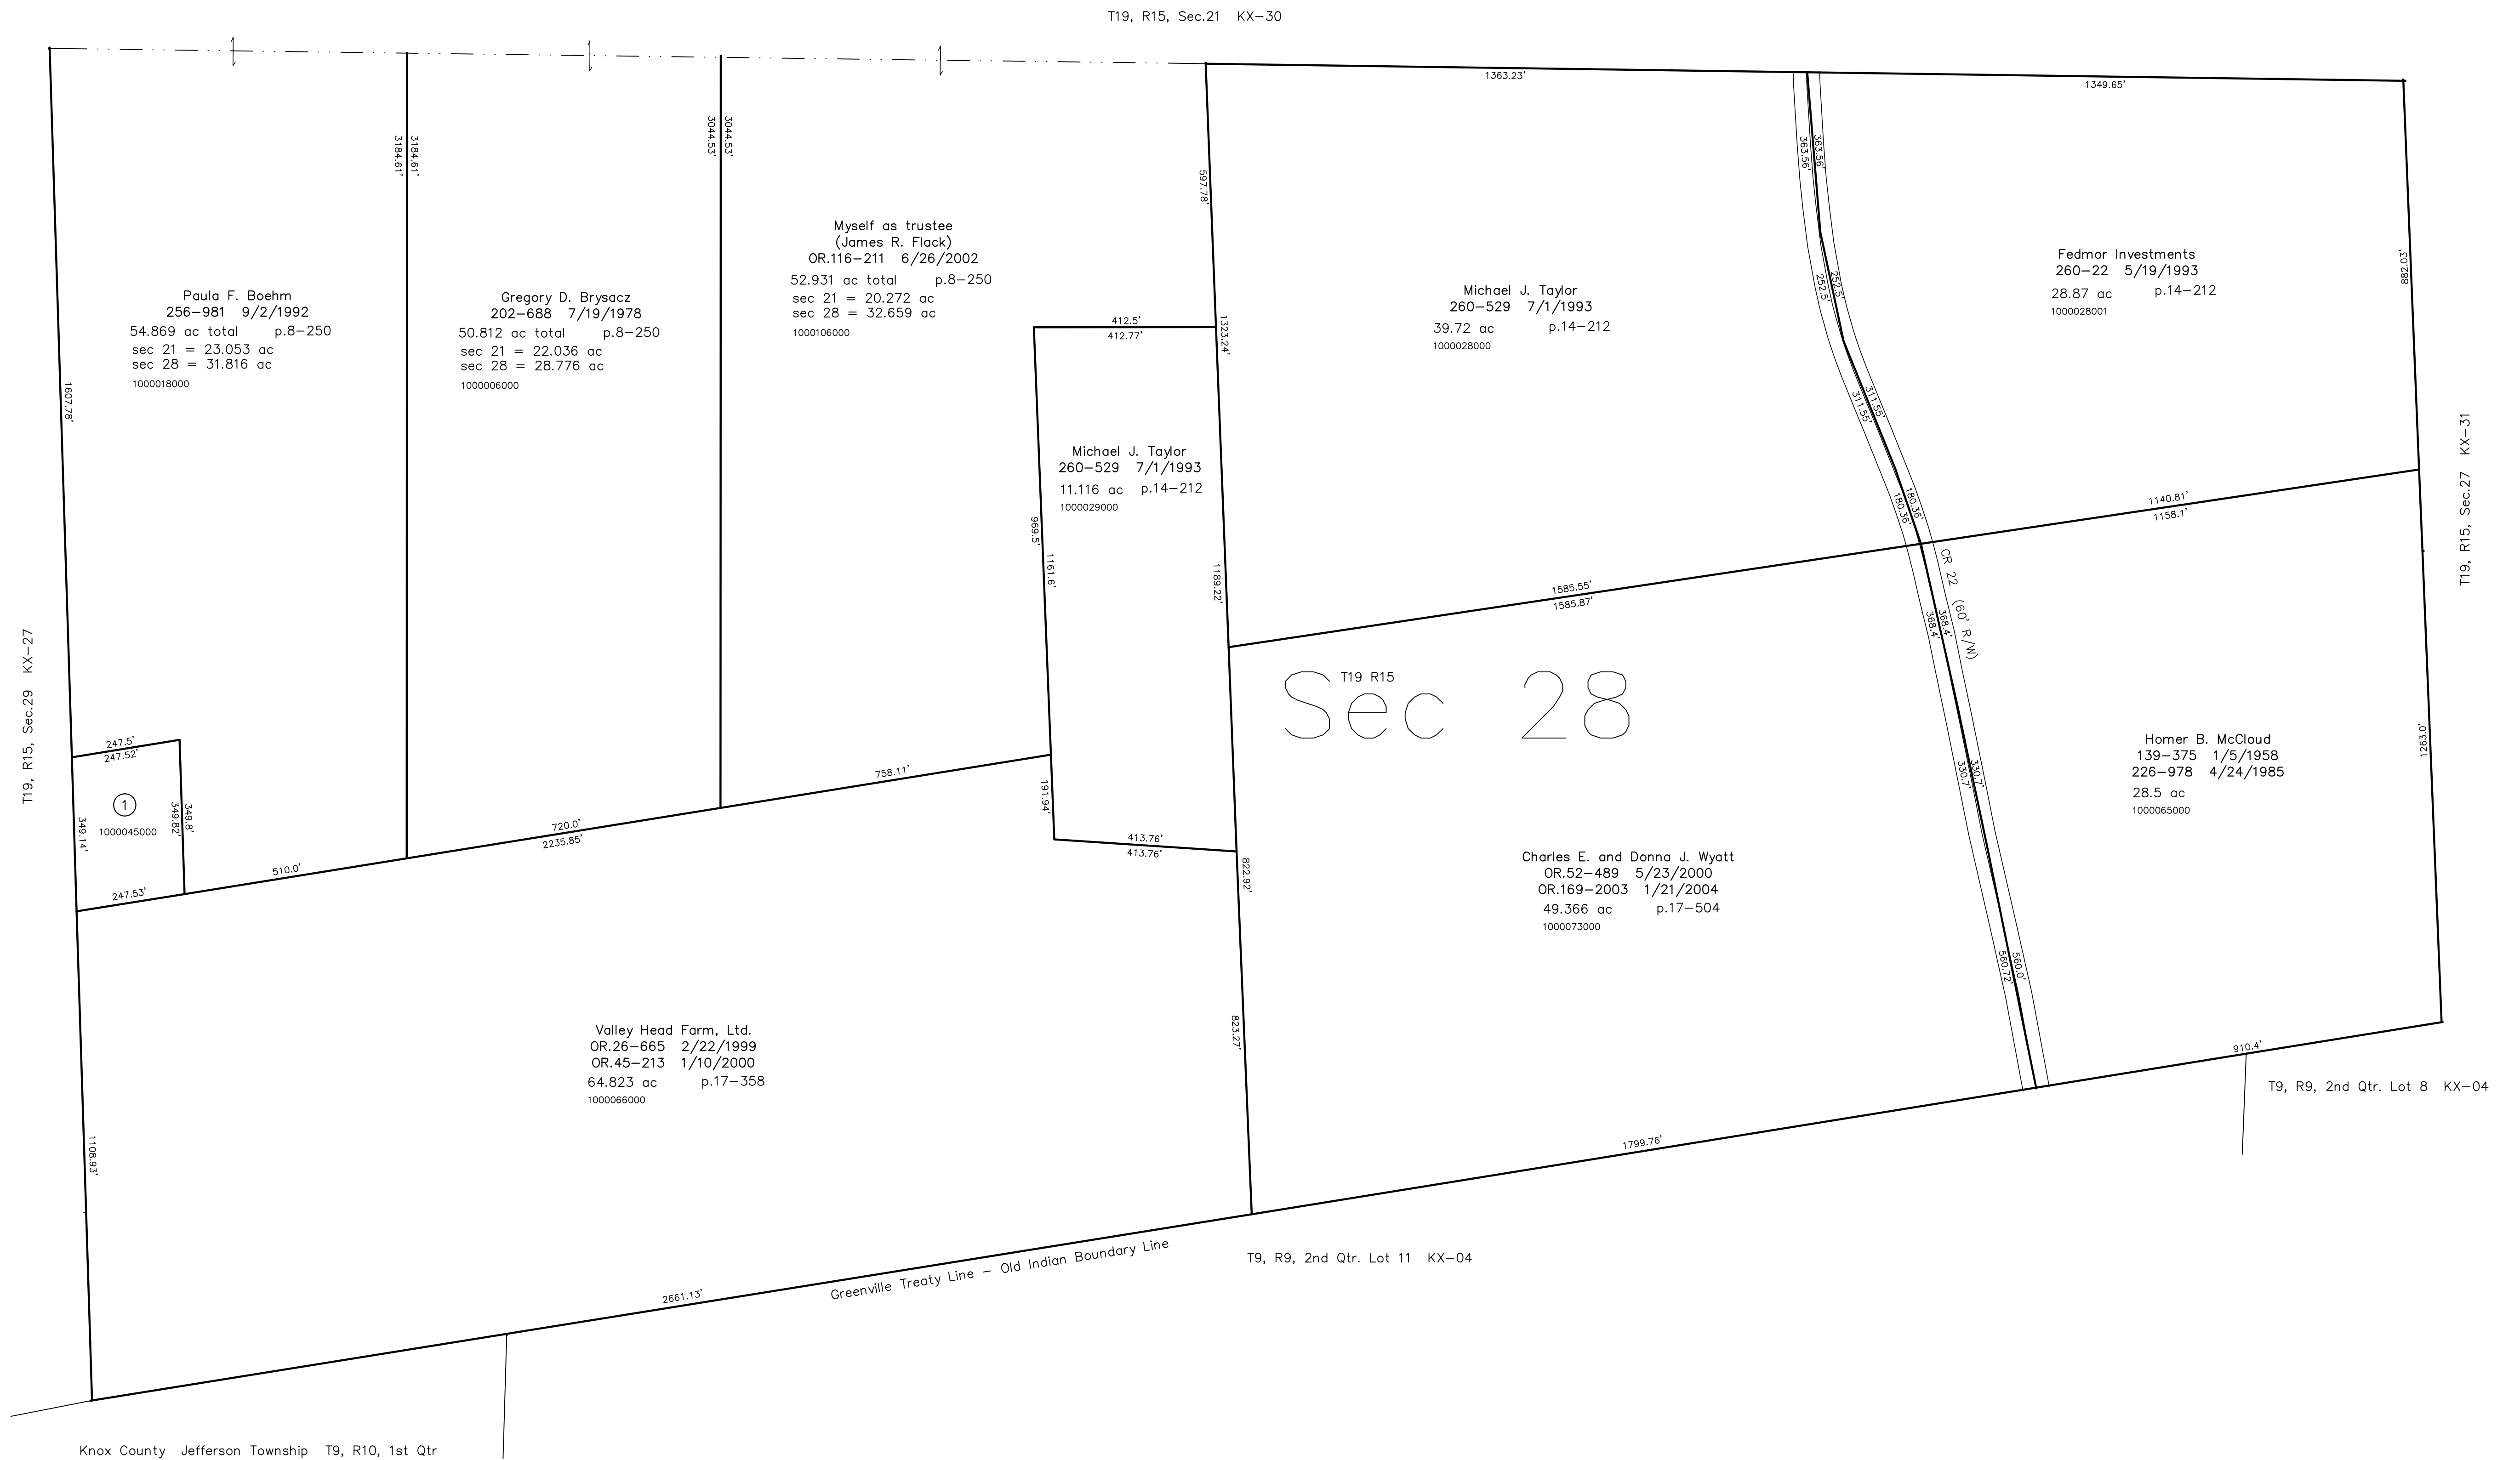 T19, R15, Sec.21 KX-30
1363.23'
1349.65'
3184.61'
3184.61'
3044.53'
3044.53'
597.78'
363.56'
363.56'
882.03'
Paula F. Boehm
256-981 9/2/1992
54.869 ac total p.8-250
sec 21 = 23.053 ac
sec 28 = 31.816 ac
1000018000
Gregory D. Brysacz
202-688 7/19/1978
50.812 ac total p.8-250
sec 21 = 22.036 ac
sec 28 = 28.776 ac
1000006000
Myself as trustee
(James R. Flack)
OR.116-211 6/26/2002
52.931 ac total p.8-250
sec 21 = 20.272 ac
sec 28 = 32.659 ac
1000106000
Michael J. Taylor
260-529 7/1/1993
39.72 ac p.14-212
1000028000
Fedmor Investments
260-22 5/19/1993
28.87 ac p.14-212
1000028001
252.5'
252.5'
412.5'
412.77'
1323.24'
1607.78'
311.55'
311.55'
Michael J. Taylor
260-529 7/1/1993
11.116 ac p.14-212
1000029000
969.5'
1161.6'
1189.22'
180.36'
180.36'
1140.81'
1158.1'
T19, R15, Sec.27 KX-31
1585.55'
1585.87'
CR 22 (60' R/W)
368.4'
368.4'
T19, R15, Sec.29 KX-27
T19 R15
Sec 28
247.5'
247.52'
1
1000045000
349.14'
349.82'
349.8'
247.53'
510.0'
720.0'
2235.85'
758.11'
191.94'
413.76'
413.76'
822.92'
330.7'
330.7'
1263.0'
Homer B. McCloud
139-375 1/5/1958
226-978 4/24/1985
28.5 ac
1000065000
Charles E. and Donna J. Wyatt
OR.52-489 5/23/2000
OR.169-2003 1/21/2004
49.366 ac p.17-504
1000073000
560.72'
560.0'
Valley Head Farm, Ltd.
OR.26-665 2/22/1999
OR.45-213 1/10/2000
64.823 ac p.17-358
1000066000
823.27'
910.4'
T9, R9, 2nd Qtr. Lot 8 KX-04
1108.93'
1799.76'
Greenville Treaty Line - Old Indian Boundary Line
T9, R9, 2nd Qtr. Lot 11 KX-04
2661.13'
Knox County Jefferson Township T9, R10, 1st Qtr